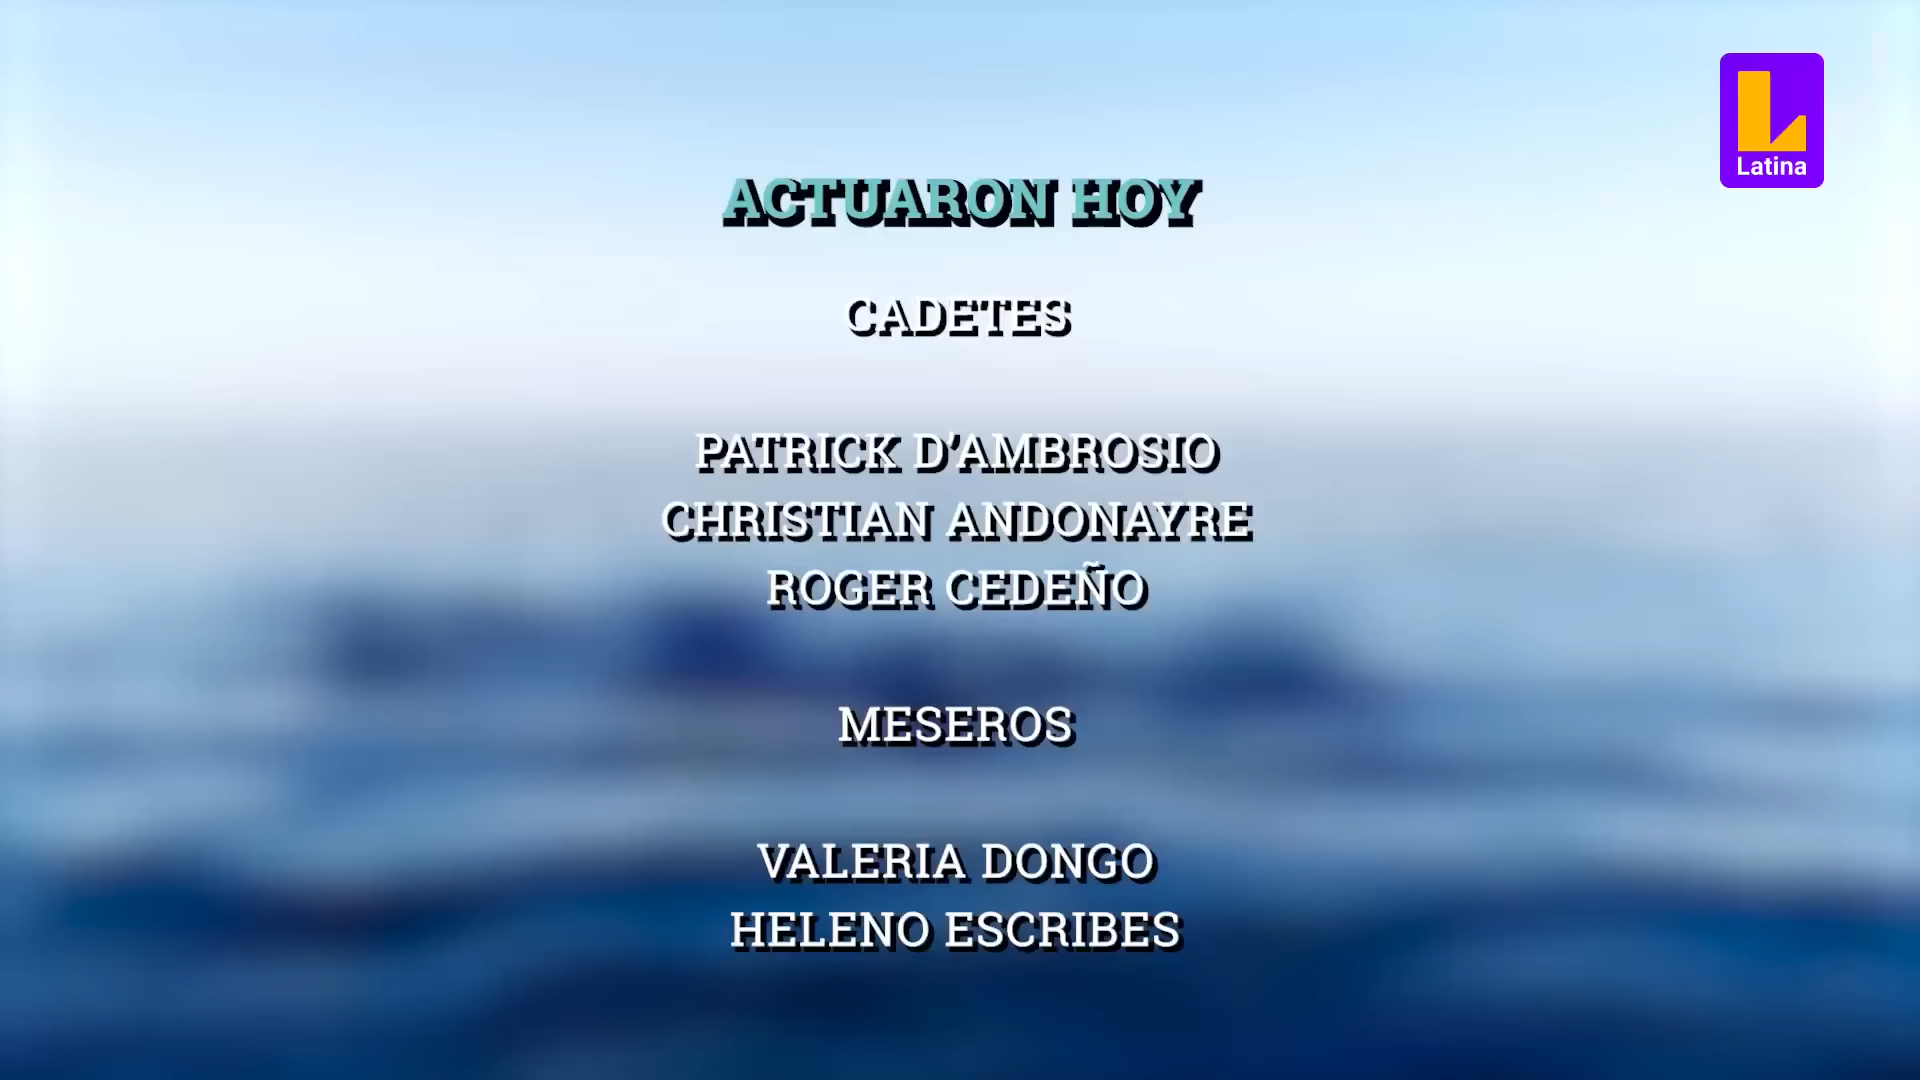 Latina
ACTUARON HOY
CADETES
PATRICK D'AMBROSIO
CHRISTIAN ANDONAYRE
ROGER CEDEÑO
MESEROS
VALERIA DONGO
HELENO ESCRIBES